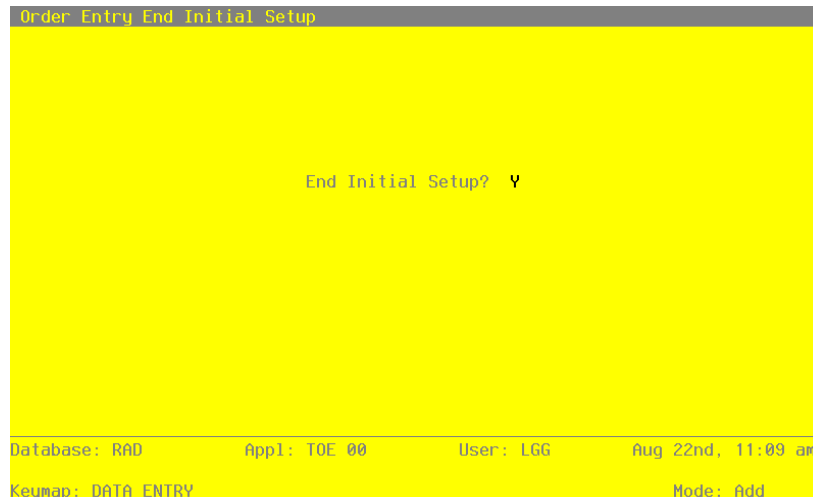 Order Entry End Initial Setup
End Initial Setup? Y
Database: RAD Appl: TOE 00 User: LGG Aug 22nd, 11:09 am
Keymap: DATA ENTRY Mode: Add